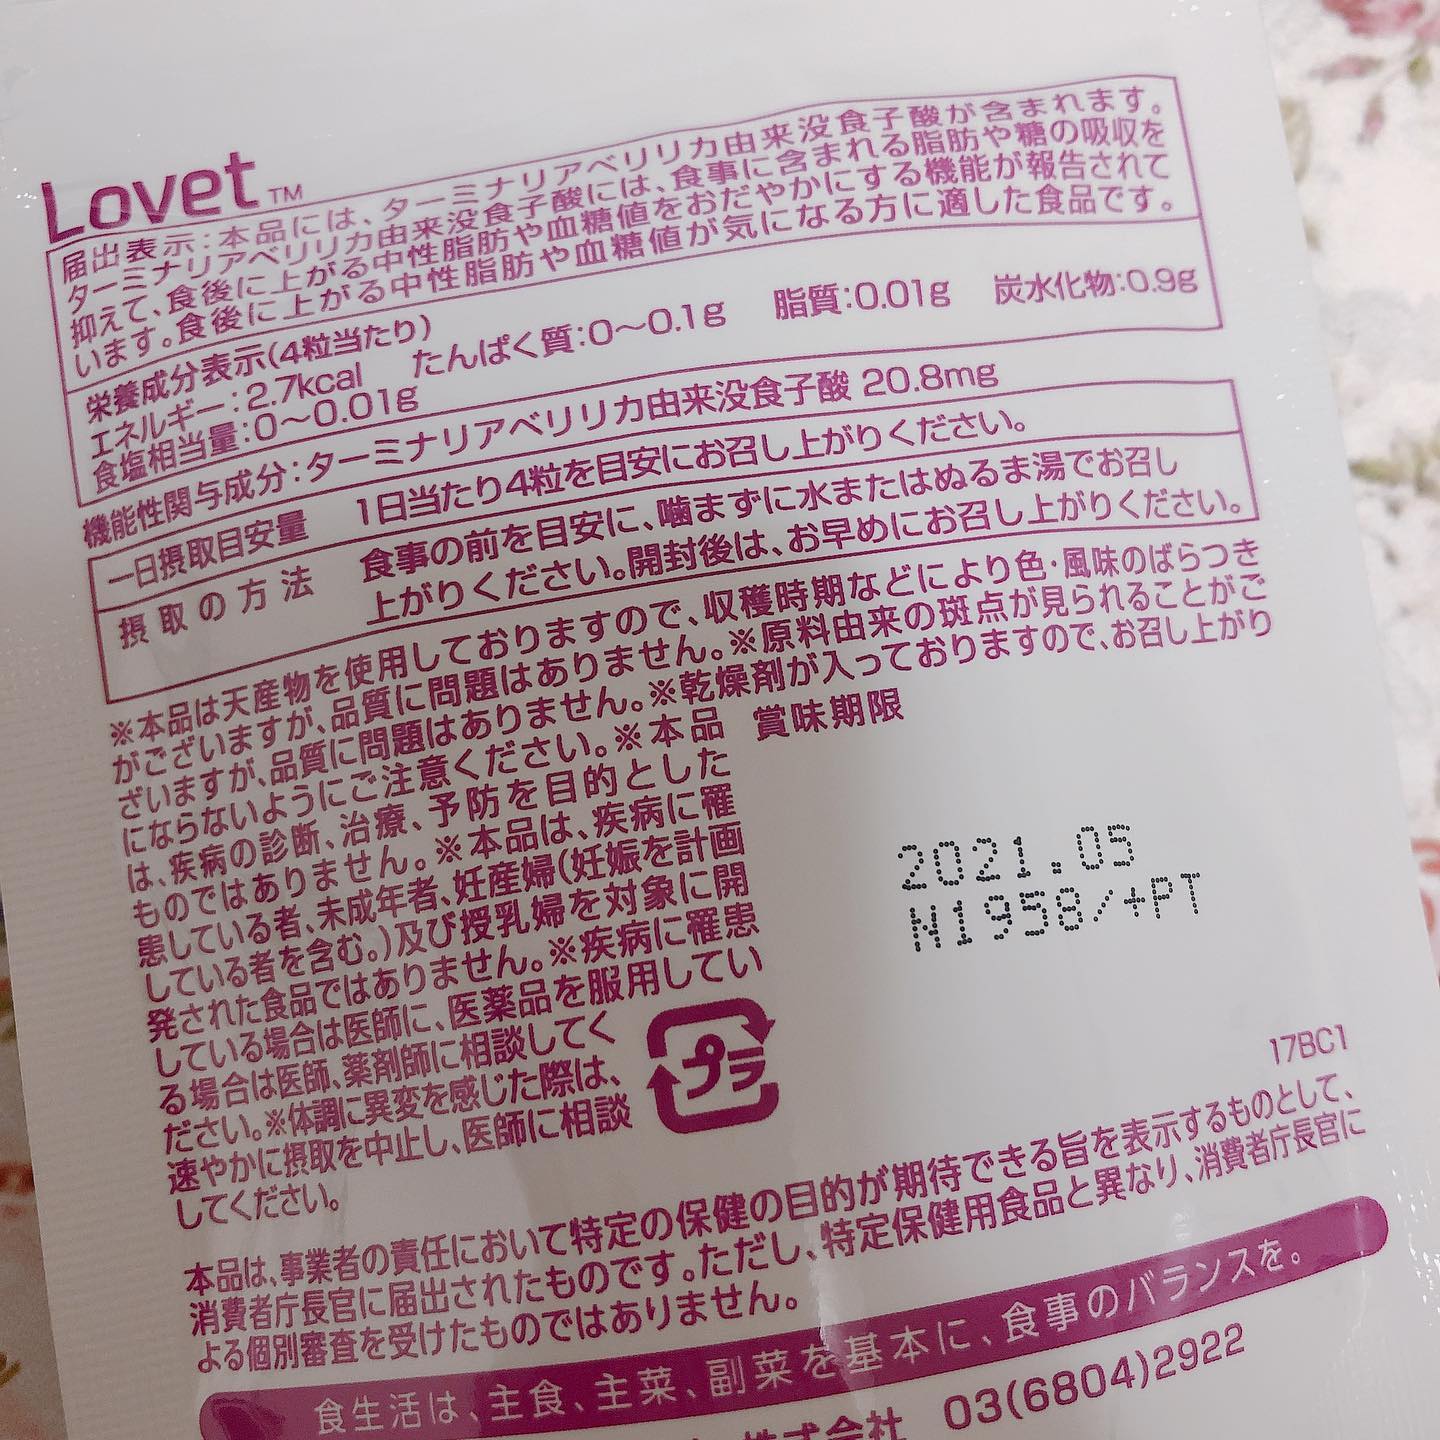 Lovet™
届出表示：本品には、ターミナリアベリリカ由来没食子酸が含まれます。
ターミナリアベリリカ由来没食子酸には、食事に含まれる脂肪や糖の吸収を
抑えて、食後に上がる中性脂肪や血糖値をおだやかにする機能が報告されて
います。食後に上がる中性脂肪や血糖値が気になる方に適した食品です。
栄養成分表示(4粒当たり)
エネルギー：2.7kcal たんぱく質：0〜0.1g 脂質：0.01g 炭水化物：0.9g
食塩相当量：0〜0.01g
機能性関与成分：ターミナリアベリリカ由来没食子酸 20.8mg
一日摂取目安量 1日当たり4粒を目安にお召し上がりください。
摂取の方法 食事の前を目安に、噛まずに水またはぬるま湯でお召し
上がりください。開封後は、お早めにお召し上がりください。
※本品は天産物を使用しておりますので、収穫時期などにより色・風味のばらつき
がございますが、品質に問題はありません。※原料由来の斑点が見られることがご
ざいますが、品質に問題はありません。※乾燥剤が入っておりますので、お召し上がり
にならないようにご注意ください。※本品
は、疾病の診断、治療、予防を目的とした
ものではありません。※本品は、疾病に罹
患している者、未成年者、妊産婦(妊娠を計画
している者を含む。)及び授乳婦を対象に開
発された食品ではありません。※疾病に罹患
している場合は医師に、医薬品を服用してい
る場合は医師、薬剤師に相談してく
ださい。※体調に異変を感じた際は、
速やかに摂取を中止し、医師に相談
してください。
賞味期限
2021.05
N1958/+PT
プラ
17BC1
本品は、事業者の責任において特定の保健の目的が期待できる旨を表示するものとして、
消費者庁長官に届出されたものです。ただし、特定保健用食品と異なり、消費者庁長官に
よる個別審査を受けたものではありません。
食生活は、主食、主菜、副菜を基本に、食事のバランスを。
株式会社 03(6804)2922